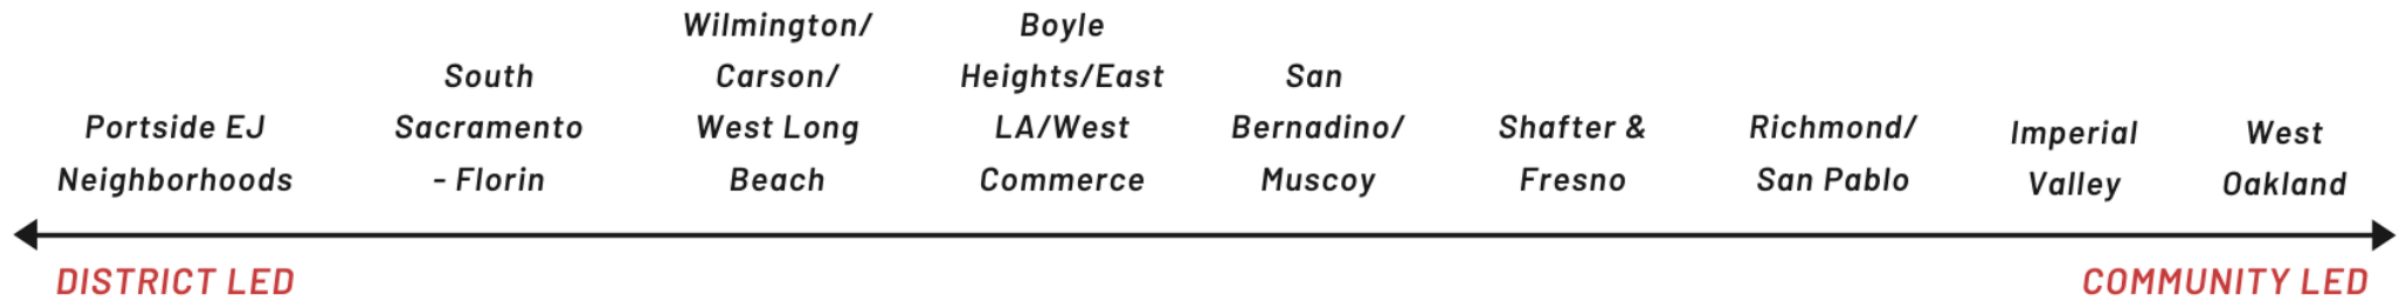 Portside EJ
Neighborhoods
South
Sacramento
- Florin
Wilmington/
Carson/
West Long
Beach
Boyle
Heights/East
LA/West
Commerce
San
Bernadino/
Muscoy
Shafter &
Fresno
Richmond/
San Pablo
Imperial
Valley
West
Oakland
DISTRICT LED
COMMUNITY LED